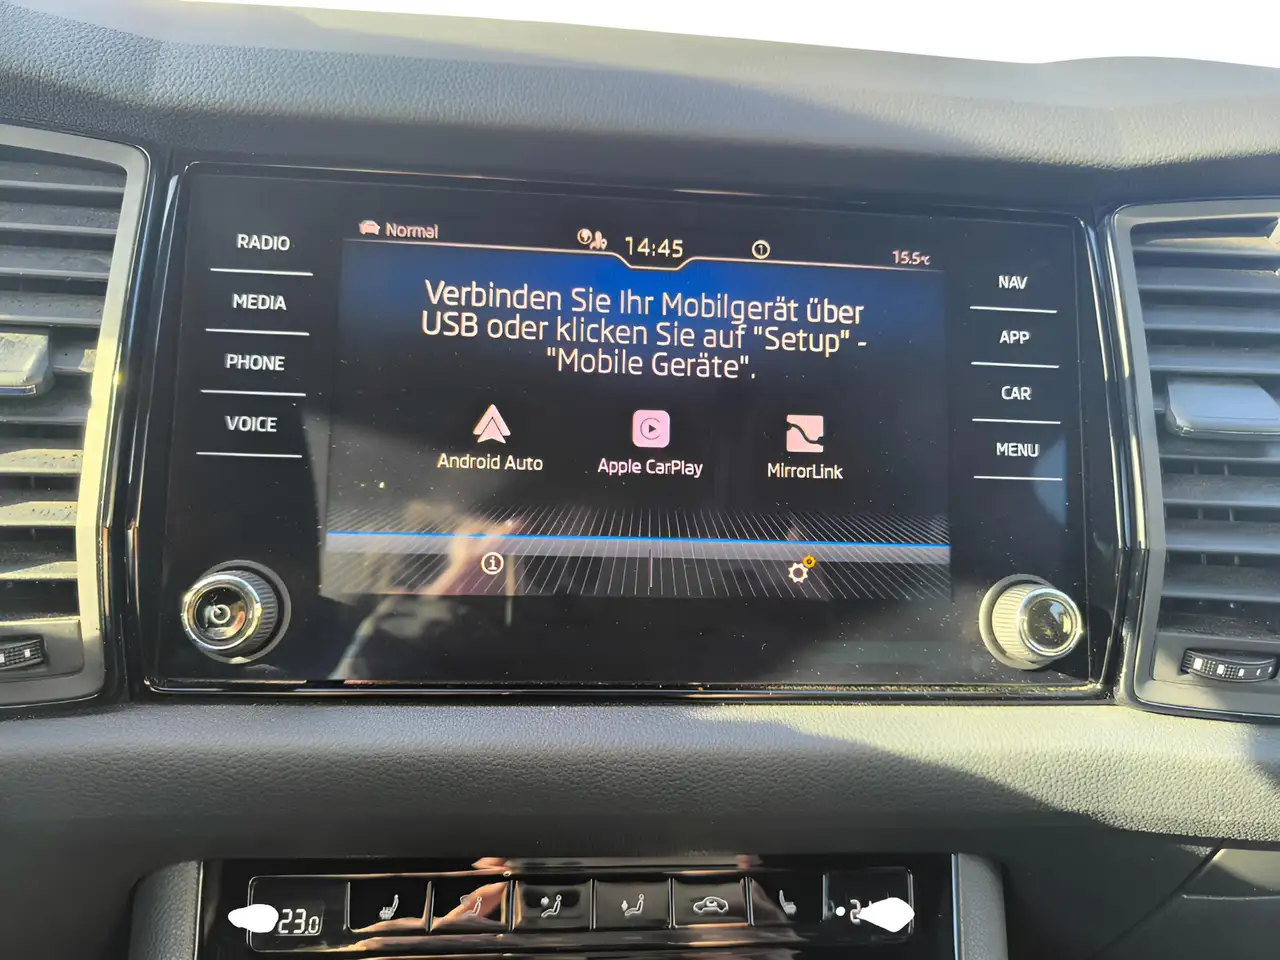 RADIO
MEDIA
PHONE
VOICE
Normal
14:45
1
15.5°C
Verbinden Sie Ihr Mobilgerät über
USB oder klicken Sie auf "Setup" -
"Mobile Geräte".
Android Auto
Apple CarPlay
MirrorLink
NAV
APP
CAR
MENU
23.0